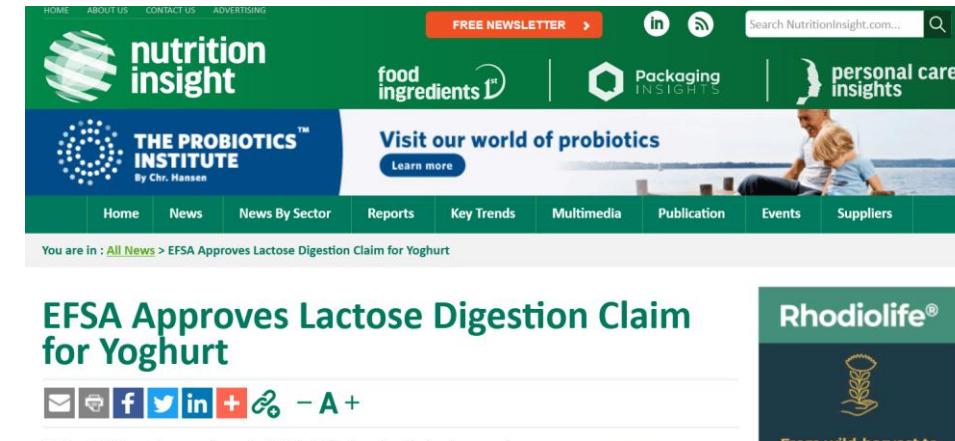 HOME ABOUT US CONTACT US ADVERTISING
FREE NEWSLETTER >
in
Search NutritionInsight.com...
nutrition
insight
food
ingredients 1st
Packaging
INSIGHTS
personal care
insights
THE PROBIOTICS™
INSTITUTE
By Chr. Hansen
Visit our world of probiotics
Learn more
Home News News By Sector Reports Key Trends Multimedia Publication Events Suppliers
You are in : All News > EFSA Approves Lactose Digestion Claim for Yoghurt
EFSA Approves Lactose Digestion Claim
for Yoghurt
Rhodiolife®
f in + − A +